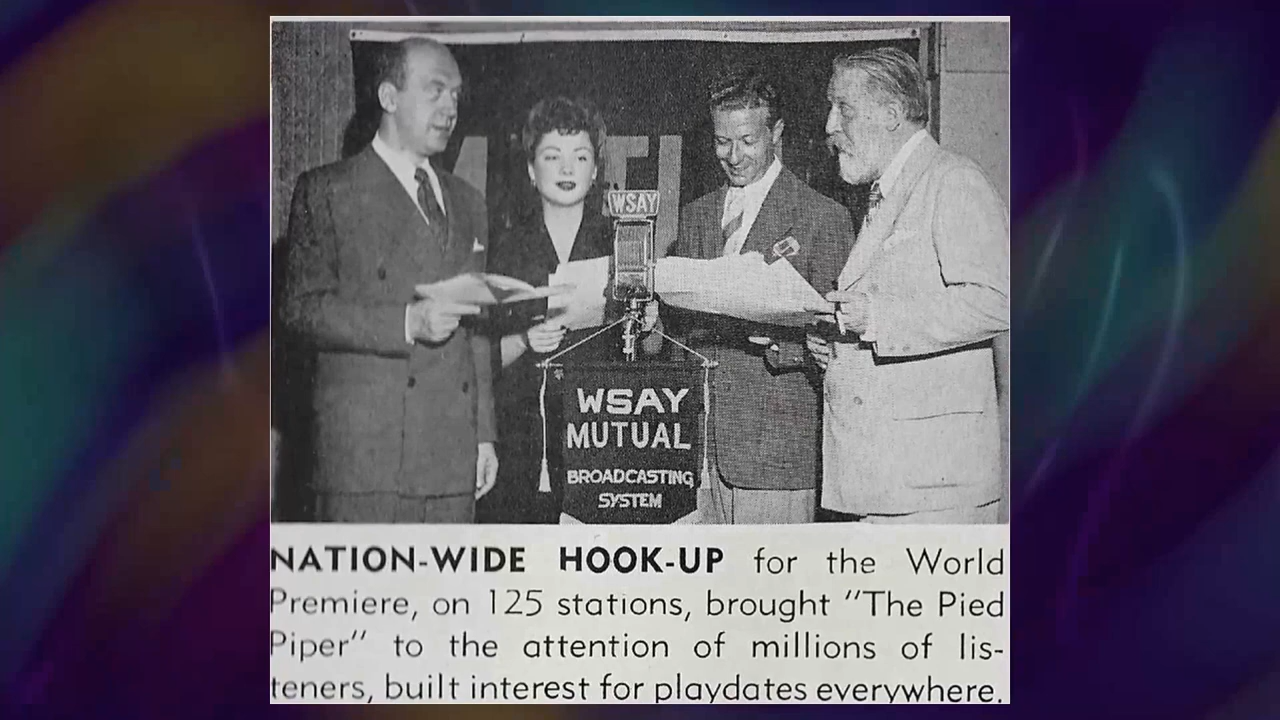 WSAY
WSAY
MUTUAL
BROADCASTING
SYSTEM
NATION-WIDE HOOK-UP for the World
Premiere, on 125 stations, brought "The Pied
Piper" to the attention of millions of lis-
teners, built interest for playdates everywhere.